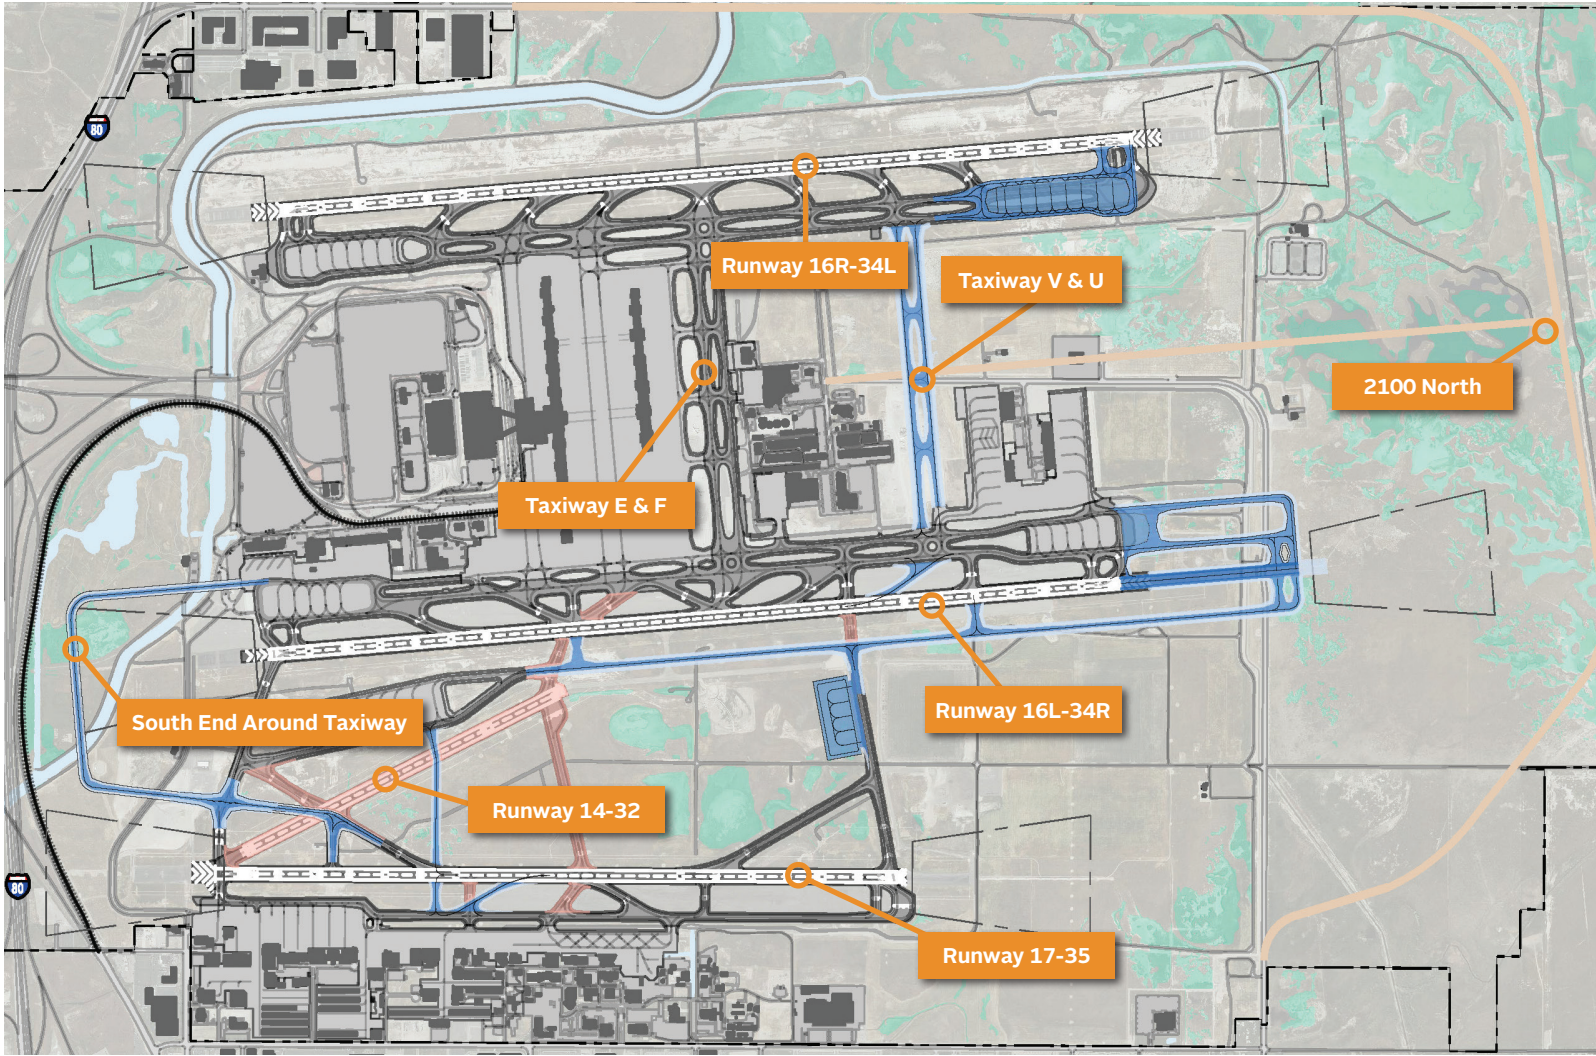 80
Runway 16R-34L
Taxiway V & U
2100 North
Taxiway E & F
South End Around Taxiway
Runway 16L-34R
Runway 14-32
80
Runway 17-35